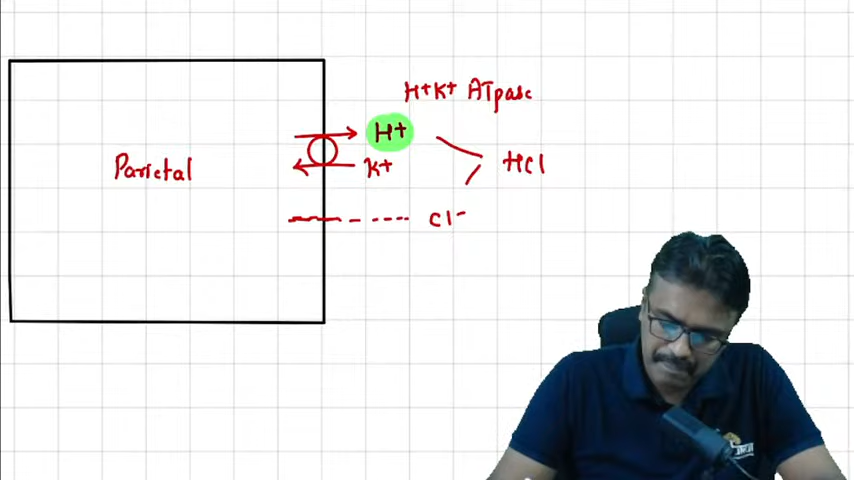 H+K+ ATpase
H+
K+
Parietal
HCl
Cl-